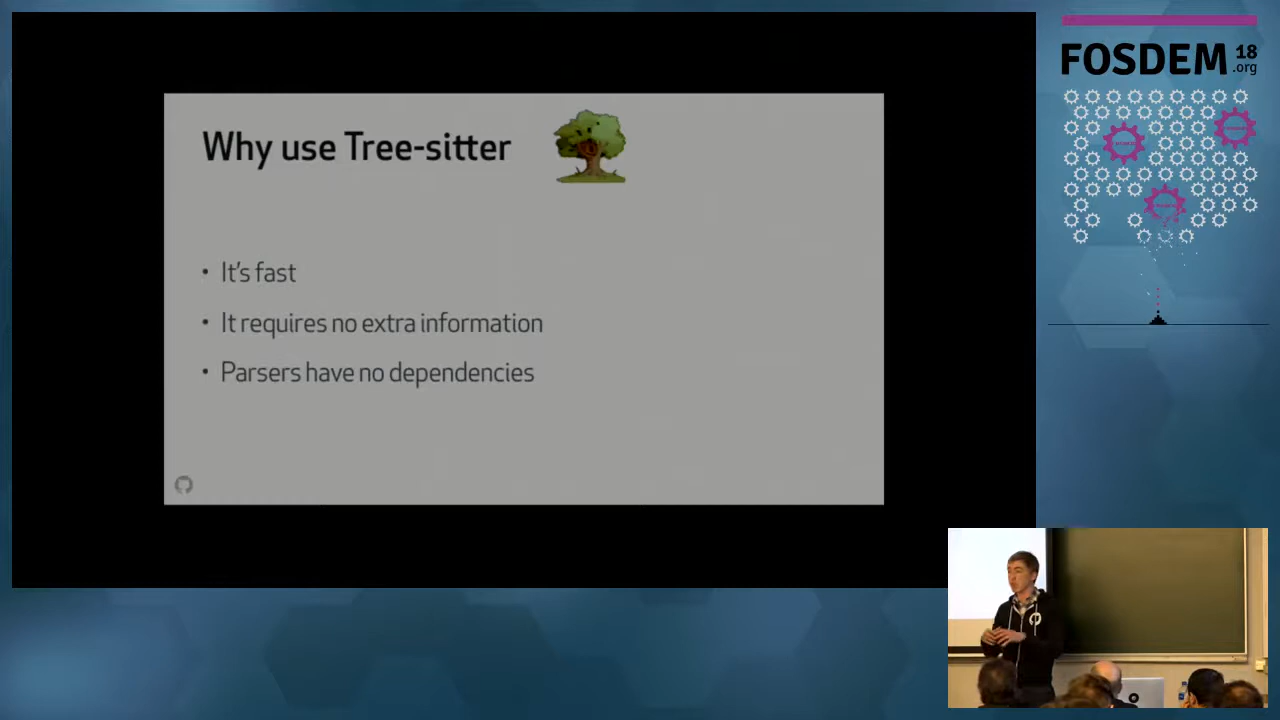 Why use Tree-sitter
• It's fast
• It requires no extra information
• Parsers have no dependencies
FOSDEM 18
.org